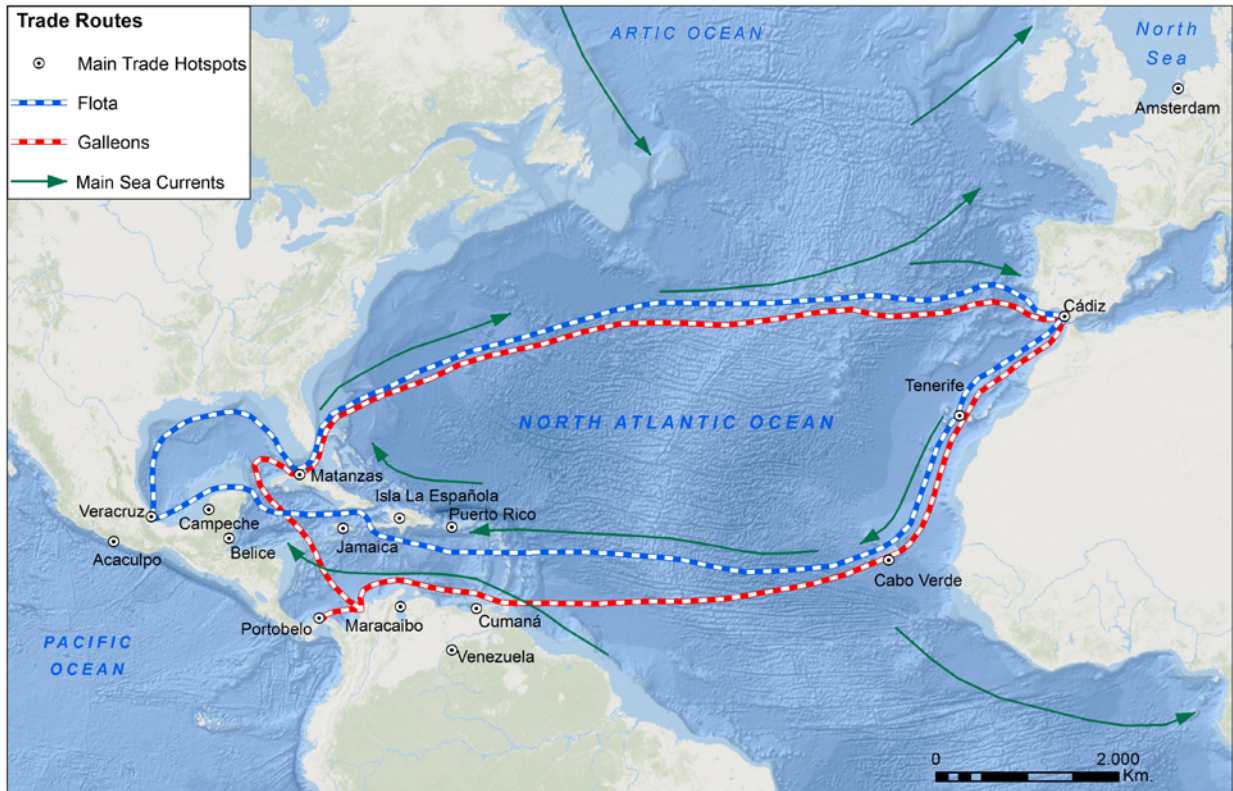 Trade Routes
Main Trade Hotspots
Flota
Galleons
Main Sea Currents
ARTIC OCEAN
North
Sea
Amsterdam
Cádiz
Tenerife
NORTH ATLANTIC OCEAN
Matanzas
Isla La Española
Puerto Rico
Veracruz
Campeche
Jamaica
Acaculpo
Belice
Cabo Verde
Portobelo
Maracaibo
Cumaná
PACIFIC
OCEAN
Venezuela
0
2.000
Km.